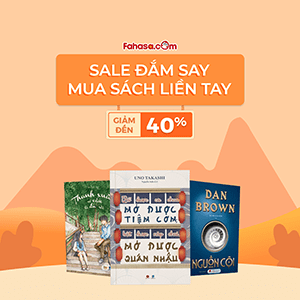 Fahasa.com
SALE ĐẮM SAY
MUA SÁCH LIỀN TAY
GIẢM
ĐẾN
40%
UNO TAKASHI
MỞ ĐƯỢC
TIỆM CƠM
MỞ ĐƯỢC
QUÁN NHẬU
Thanh xuân
DAN
BROWN
NGUỒN CỘI